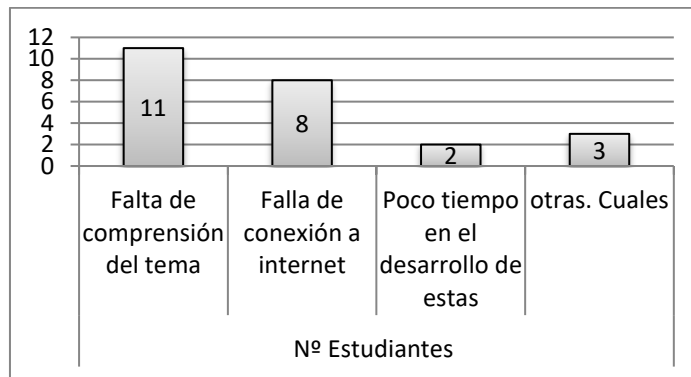 12
10
8
6
4
2
0
11
8
2
3
Falta de
comprensión
del tema
Falla de
conexión a
internet
Poco tiempo
en el
desarrollo de
estas
otras. Cuales
Nº Estudiantes